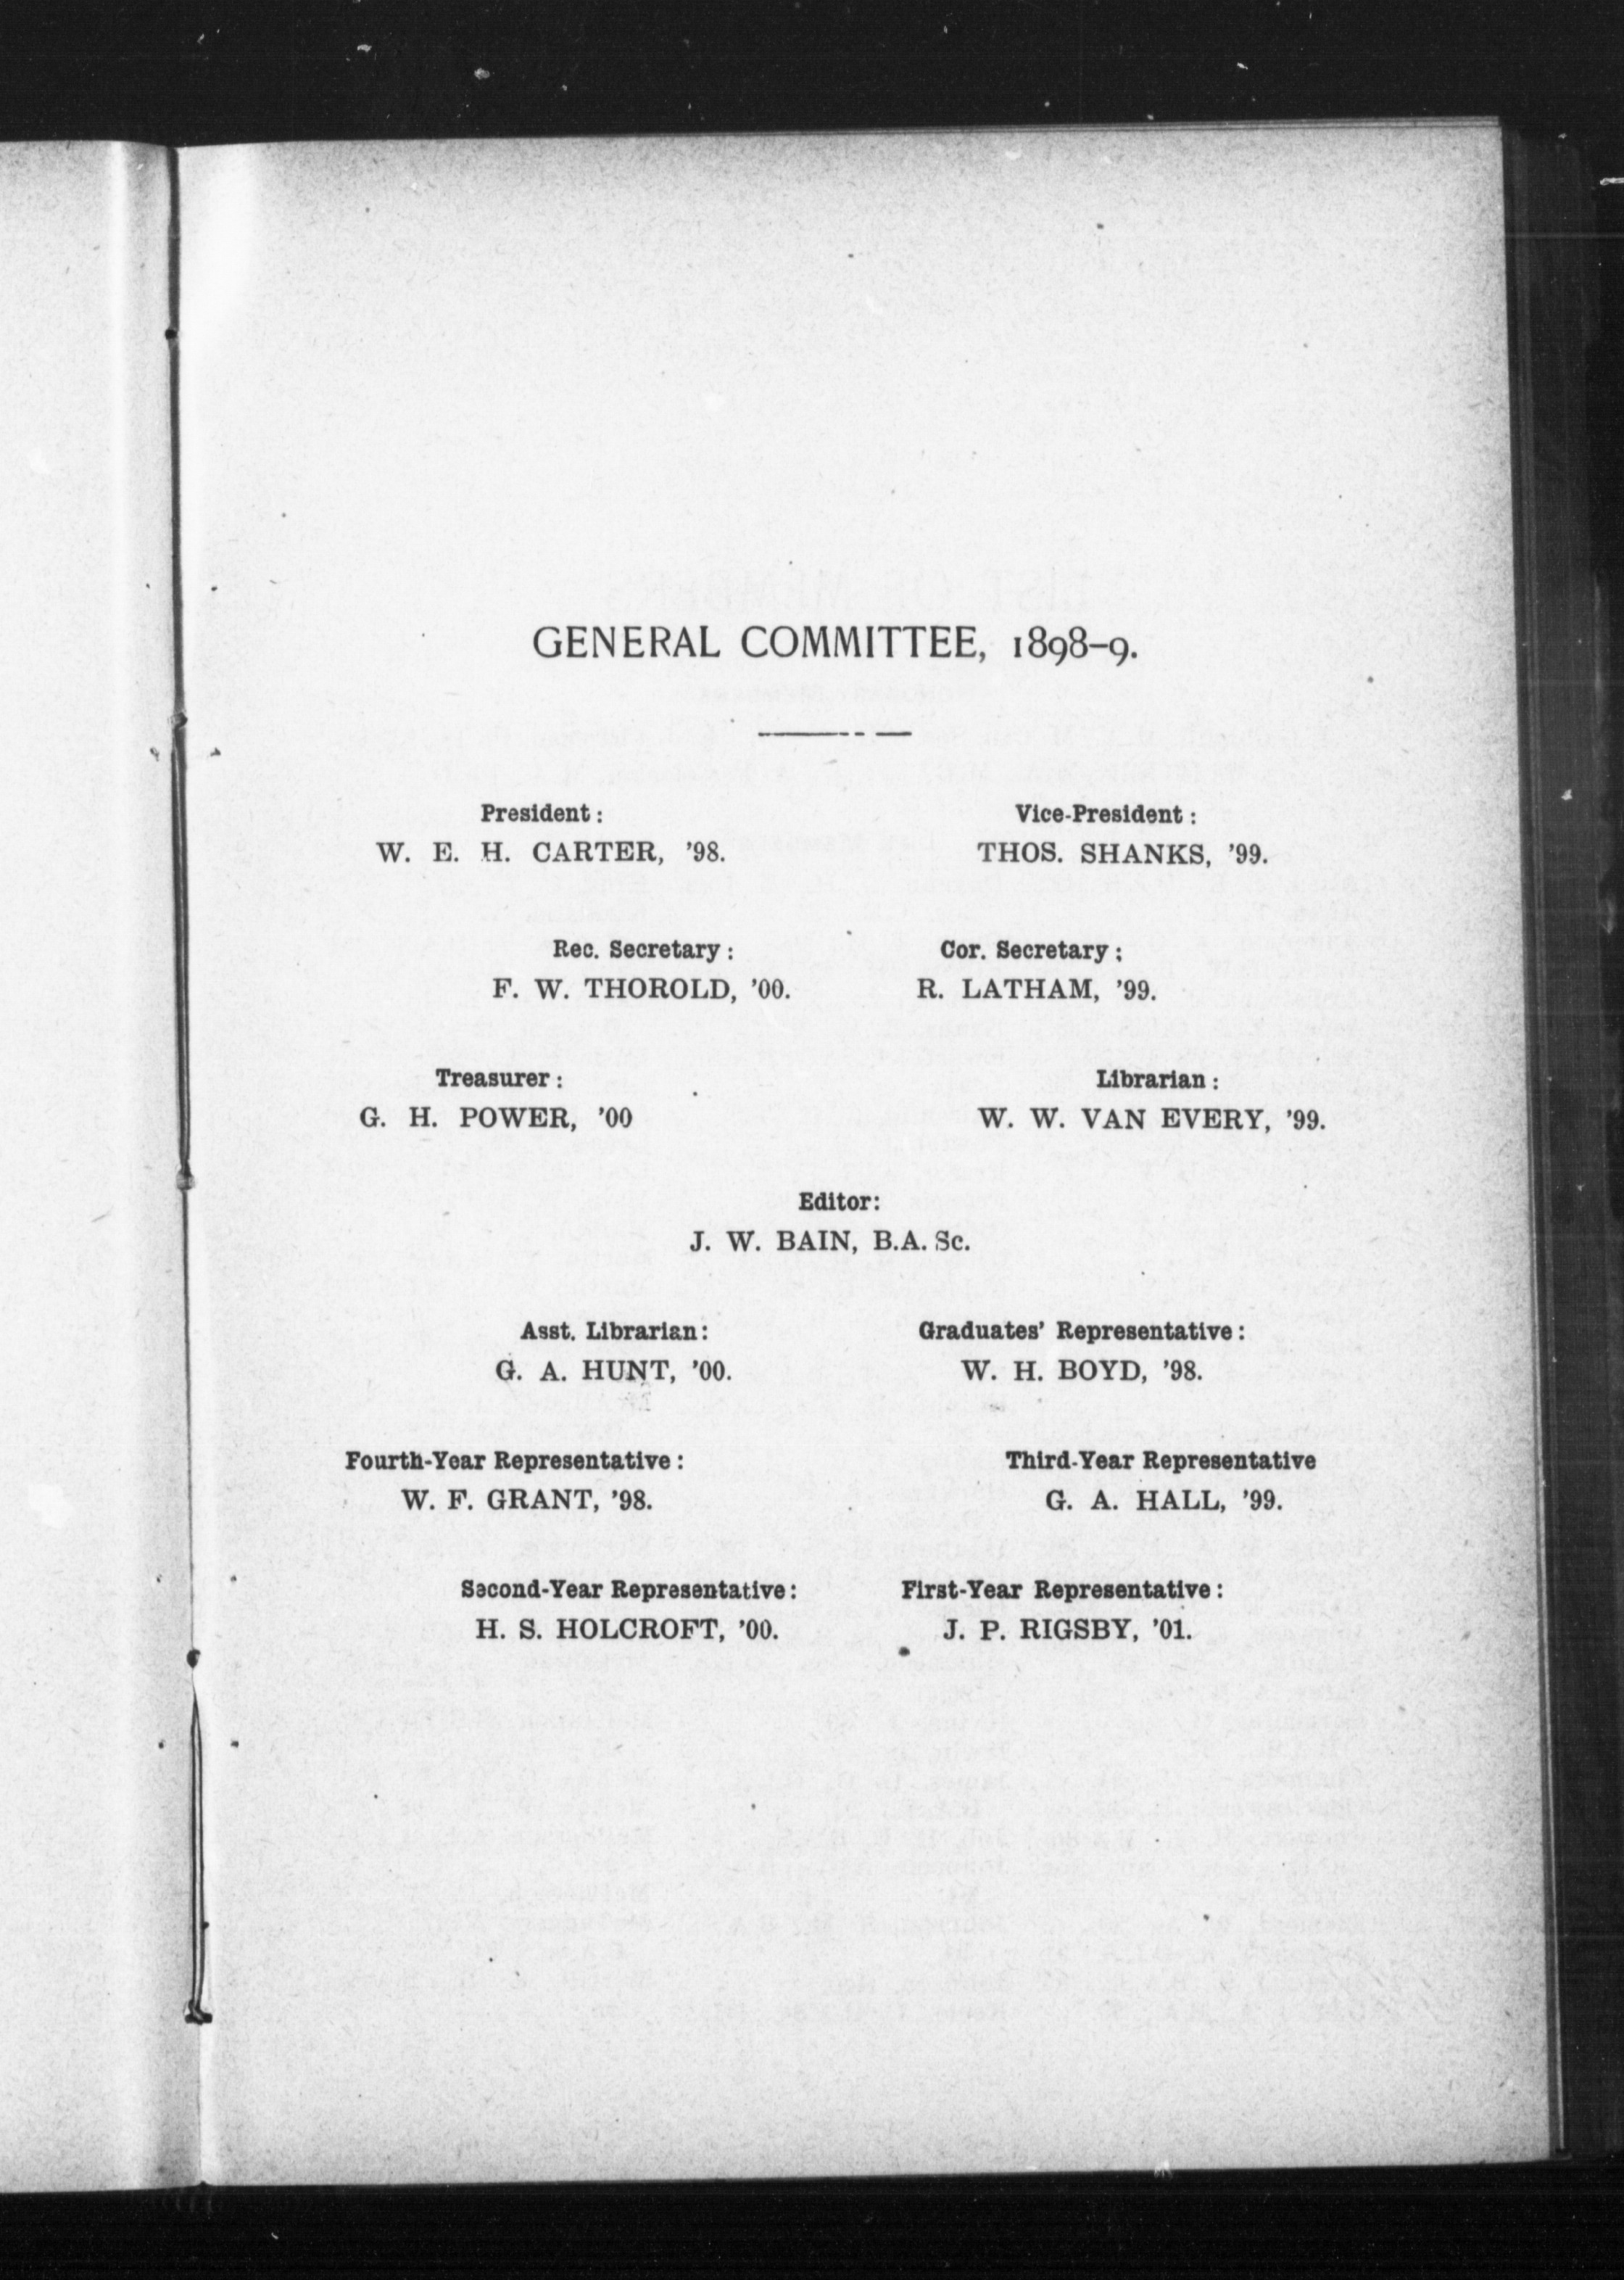 GENERAL COMMITTEE, 1898-9.
President:
W. E. H. CARTER, '98.
Vice-President:
THOS. SHANKS, '99.
Rec. Secretary:
F. W. THOROLD, '00.
Cor. Secretary:
R. LATHAM, '99.
Treasurer:
G. H. POWER, '00
Librarian:
W. W. VAN EVERY, '99.
Editor:
J. W. BAIN, B.A. Sc.
Asst. Librarian:
G. A. HUNT, '00.
Graduates' Representative:
W. H. BOYD, '98.
Fourth-Year Representative:
W. F. GRANT, '98.
Third-Year Representative
G. A. HALL, '99.
Second-Year Representative:
H. S. HOLCROFT, '00.
First-Year Representative:
J. P. RIGSBY, '01.